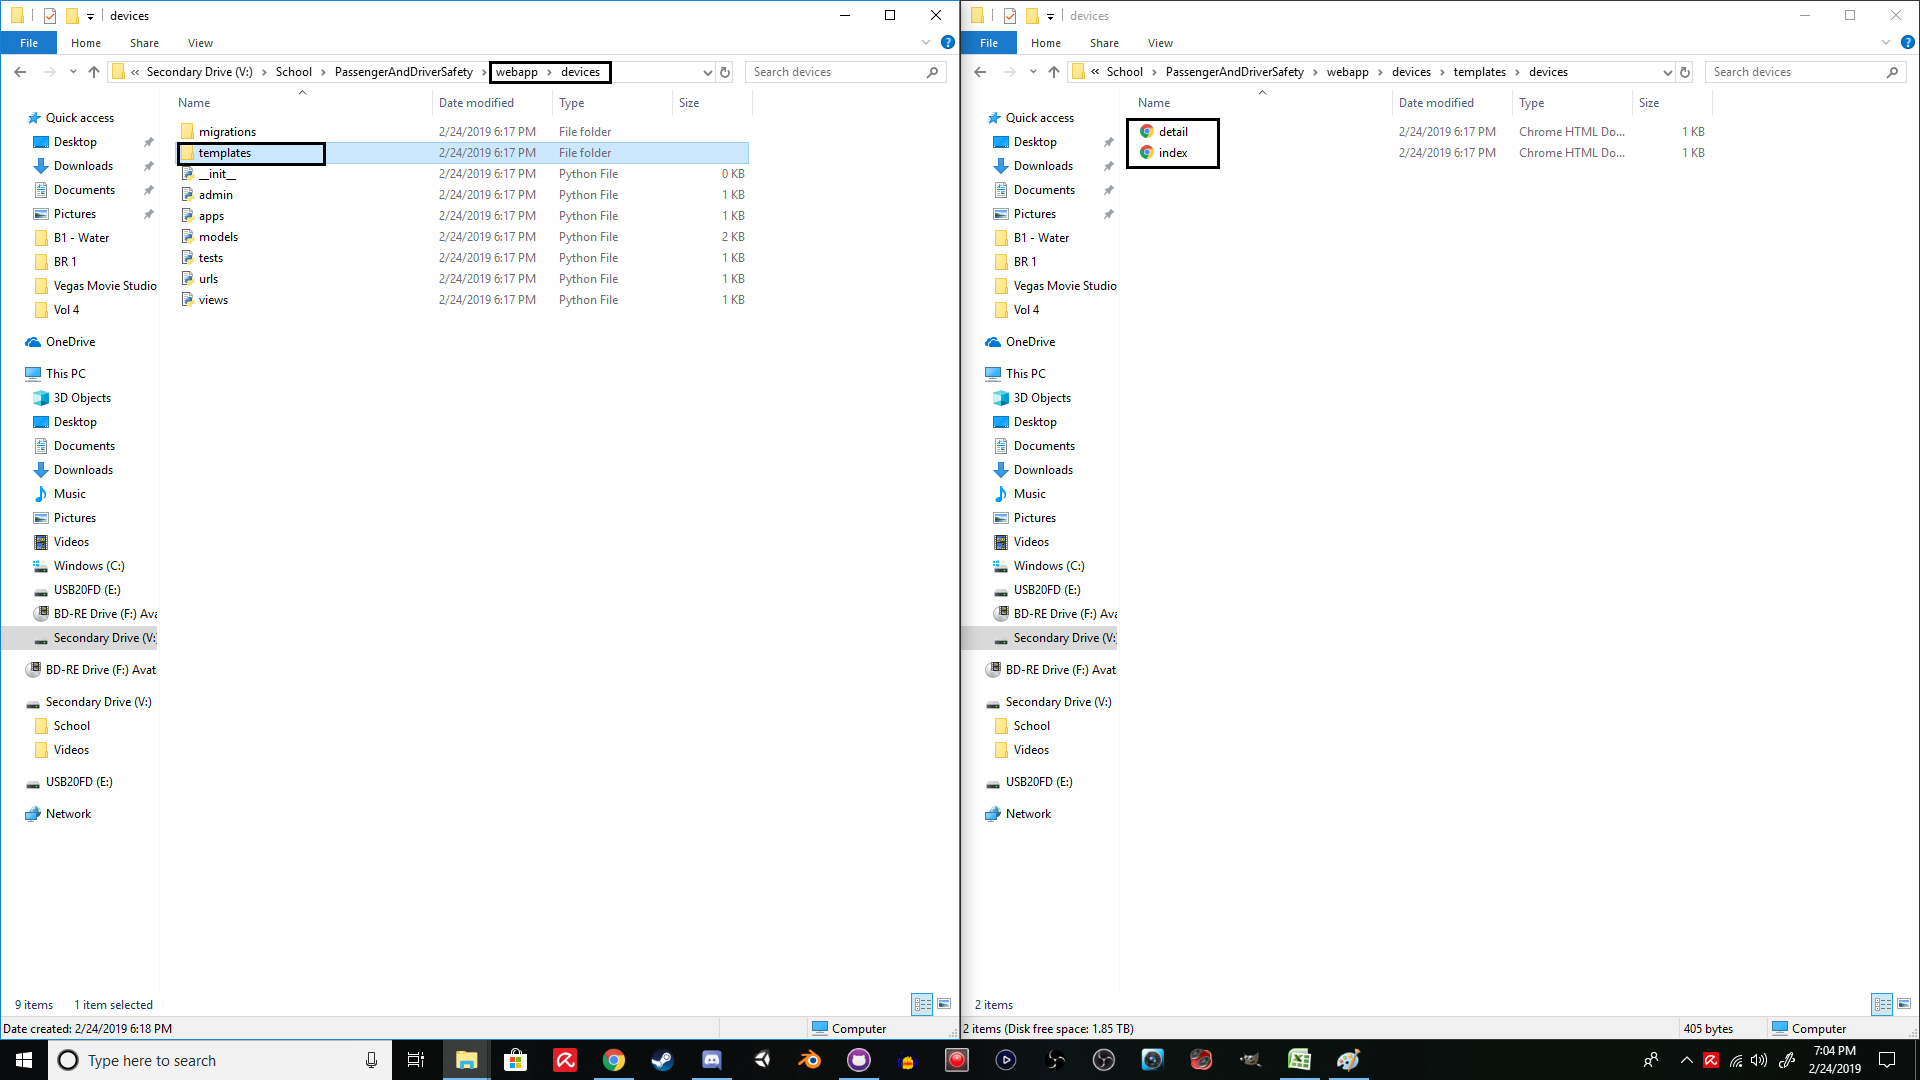 devices
File Home Share View
« Secondary Drive (V:) › School › PassengerAndDriverSafety › webapp › devices
Search devices
Name Date modified Type Size
migrations 2/24/2019 6:17 PM File folder
templates 2/24/2019 6:17 PM File folder
__init__ 2/24/2019 6:17 PM Python File 0 KB
admin 2/24/2019 6:17 PM Python File 1 KB
apps 2/24/2019 6:17 PM Python File 1 KB
models 2/24/2019 6:17 PM Python File 2 KB
tests 2/24/2019 6:17 PM Python File 1 KB
urls 2/24/2019 6:17 PM Python File 1 KB
views 2/24/2019 6:17 PM Python File 1 KB
Quick access
Desktop
Downloads
Documents
Pictures
B1 - Water
BR 1
Vegas Movie Studio
Vol 4
OneDrive
This PC
3D Objects
Desktop
Documents
Downloads
Music
Pictures
Videos
Windows (C:)
USB20FD (E:)
BD-RE Drive (F:) Ava
Secondary Drive (V:
BD-RE Drive (F:) Avat
Secondary Drive (V:)
School
Videos
USB20FD (E:)
Network
9 items 1 item selected
Date created: 2/24/2019 6:18 PM
Computer
devices
File Home Share View
« School › PassengerAndDriverSafety › webapp › devices › templates › devices
Search devices
Name Date modified Type Size
detail 2/24/2019 6:17 PM Chrome HTML Do... 1 KB
index 2/24/2019 6:17 PM Chrome HTML Do... 1 KB
Quick access
Desktop
Downloads
Documents
Pictures
B1 - Water
BR 1
Vegas Movie Studio
Vol 4
OneDrive
This PC
3D Objects
Desktop
Documents
Downloads
Music
Pictures
Videos
Windows (C:)
USB20FD (E:)
BD-RE Drive (F:) Ava
Secondary Drive (V:
BD-RE Drive (F:) Avat
Secondary Drive (V:)
School
Videos
USB20FD (E:)
Network
2 items
2 items (Disk free space: 1.85 TB)
405 bytes
Computer
Type here to search
7:04 PM
2/24/2019